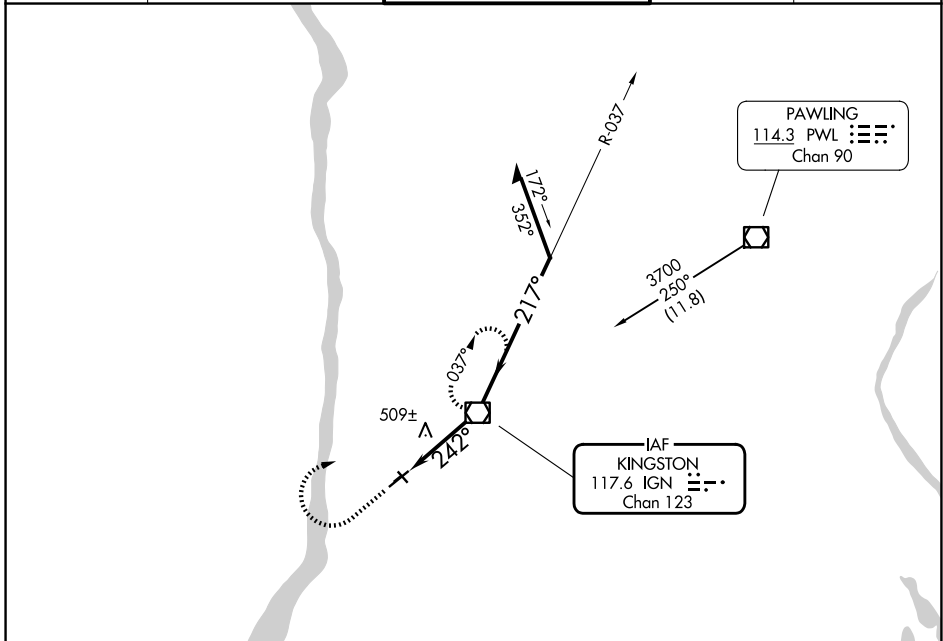 R-037
PAWLING
114.3 PWL
Chan 90
172°
352°
3700
250°
(11.8)
217°
037°
509±
242°
IAF
KINGSTON
117.6 IGN
Chan 123